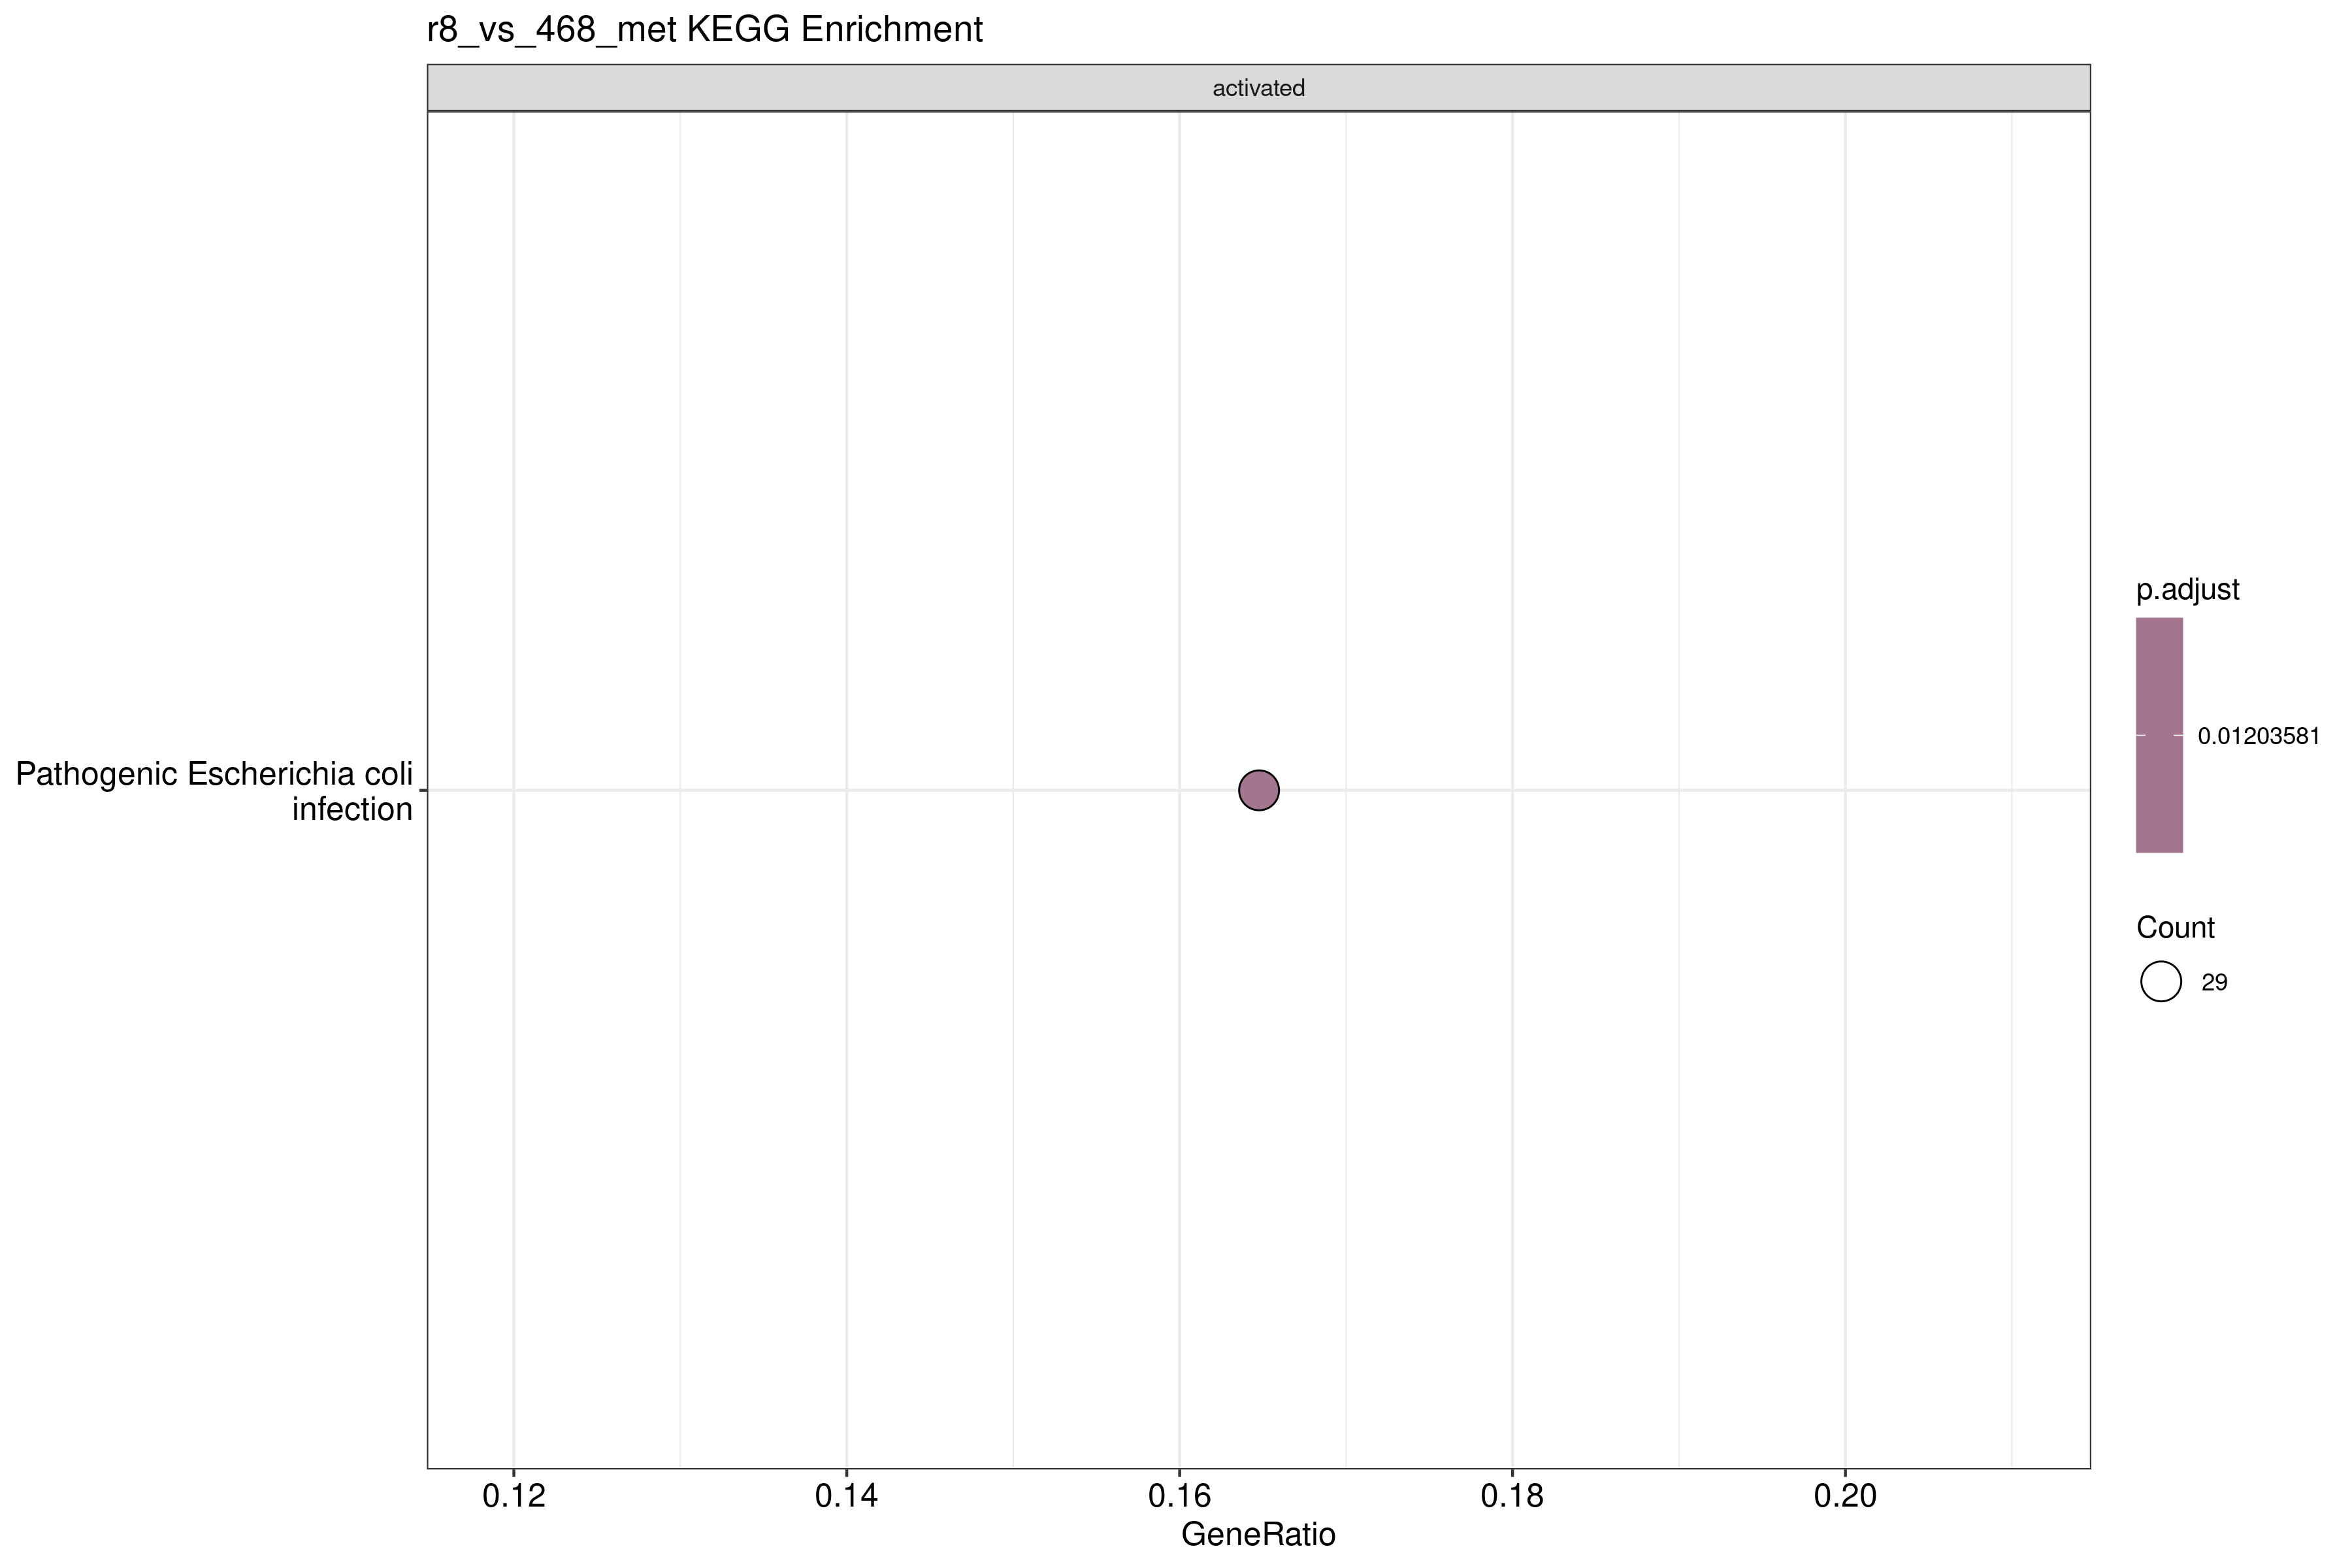 r8_vs_468_met KEGG Enrichment
activated
Pathogenic Escherichia coli
infection
0.12
0.14
0.16
0.18
0.20
GeneRatio
p.adjust
0.01203581
Count
29